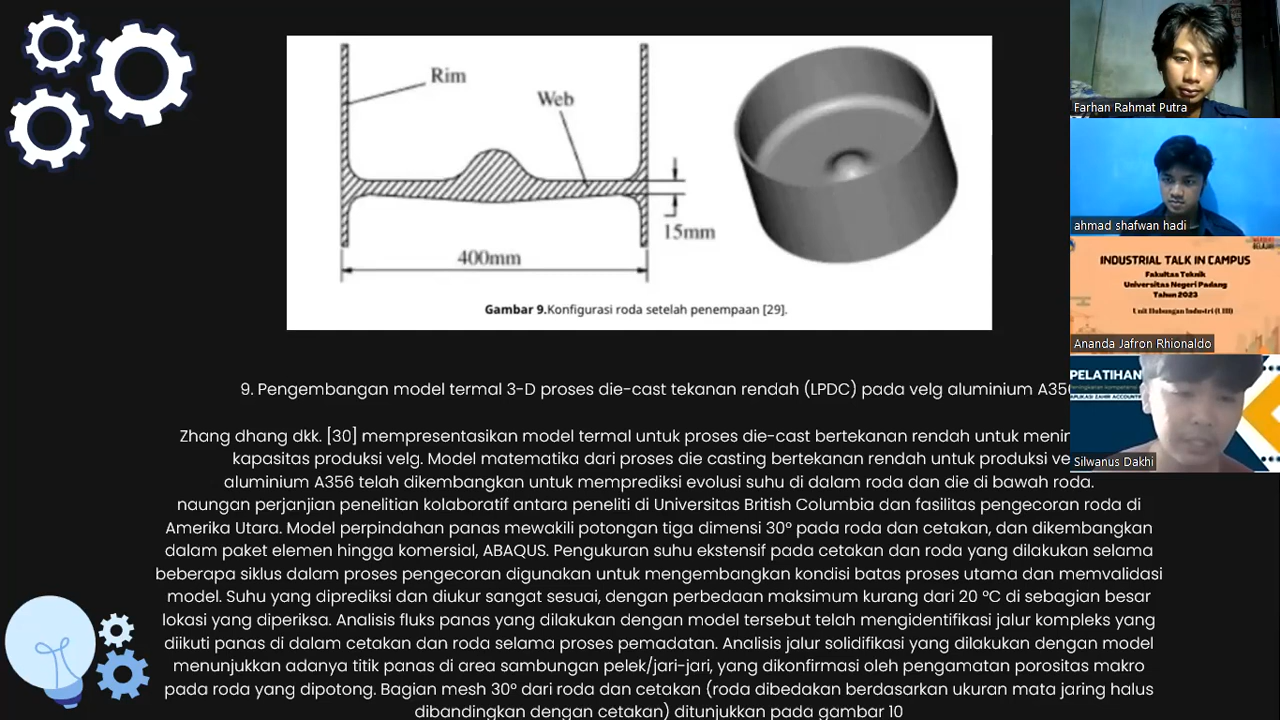 Rim
Web
15mm
400mm
Gambar 9.Konfigurasi roda setelah penempaan [29].
9. Pengembangan model termal 3-D proses die-cast tekanan rendah (LPDC) pada velg aluminium
Zhang dhang dkk. [30] mempresentasikan model termal untuk proses die-cast bertekanan rendah untuk
kapasitas produksi velg. Model matematika dari proses die casting bertekanan rendah untuk produksi
aluminium A356 telah dikembangkan untuk memprediksi evolusi suhu di dalam roda dan die di bawah roda.
naungan perjanjian penelitian kolaboratif antara peneliti di Universitas British Columbia dan fasilitas pengecoran roda di
Amerika Utara. Model perpindahan panas mewakili potongan tiga dimensi 30° pada roda dan cetakan, dan dikembangkan
dalam paket elemen hingga komersial, ABAQUS. Pengukuran suhu ekstensif pada cetakan dan roda yang dilakukan selama
beberapa siklus dalam proses pengecoran digunakan untuk mengembangkan kondisi batas proses utama dan memvalidasi
model. Suhu yang diprediksi dan diukur sangat sesuai, dengan perbedaan maksimum kurang dari 20 °C di sebagian besar
lokasi yang diperiksa. Analisis fluks panas yang dilakukan dengan model tersebut telah mengidentifikasi jalur kompleks yang
diikuti panas di dalam cetakan dan roda selama proses pemadatan. Analisis jalur solidifikasi yang dilakukan dengan model
menunjukkan adanya titik panas di area sambungan pelek/jari-jari, yang dikonfirmasi oleh pengamatan porositas makro
pada roda yang dipotong. Bagian mesh 30° dari roda dan cetakan (roda dibedakan berdasarkan ukuran mata jaring halus
dibandingkan dengan cetakan) ditunjukkan pada gambar 10
Farhan Rahmat Putra
ahmad shafwan hadi
INDUSTRIAL TALK IN CAMPUS
Fakultas Teknik
Universitas Negeri Padang
Tahun 2023
Unit Hubungan Industri (UHI)
Ananda Jafron Rhionaldo
PELATIHAN
APLIKASI ZAHIR
Silwanus Dakhi